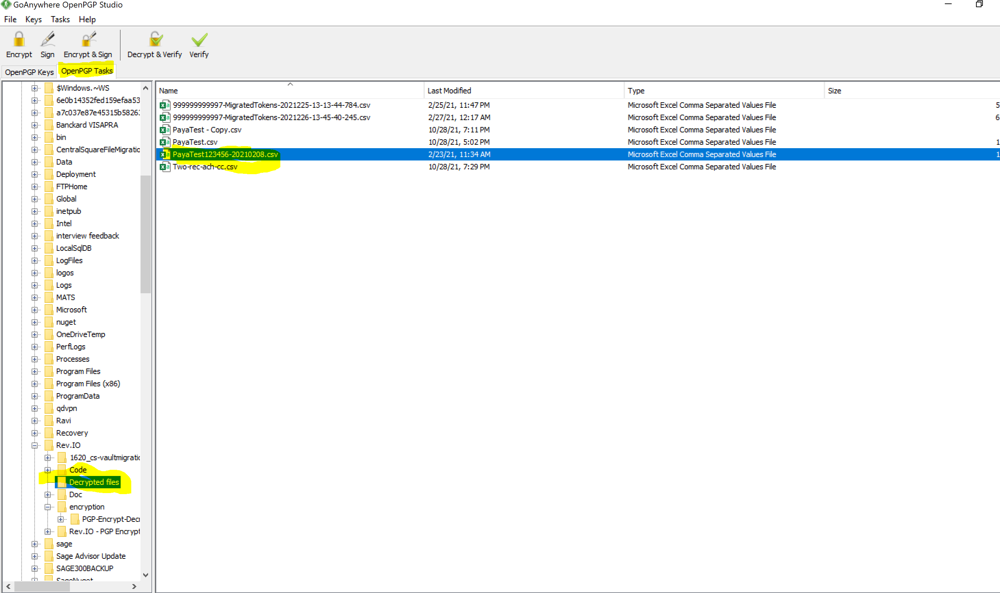 GoAnywhere OpenPGP Studio
File Keys Tasks Help
Encrypt Sign Encrypt & Sign Decrypt & Verify Verify
OpenPGP Keys OpenPGP Tasks
$Windows.~WS
6e0b14352fed159efaa53
a7c037e87e45315b5826
Banckard VISAPRA
bin
CentralSquareFileMigratio
Data
Deployment
FTPHome
Global
inetpub
Intel
interview feedback
LocalSqlDB
LogFiles
logos
Logs
MATS
Microsoft
nuget
OneDriveTemp
PerfLogs
Processes
Program Files
Program Files (x86)
ProgramData
qdvpn
Ravi
Recovery
Rev.IO
1620_cs-vaultmigratio
Code
Decrypted files
Doc
encryption
PGP-Encrypt-Decr
Rev.IO - PGP Encrypt
sage
Sage Advisor Update
SAGE300BACKUP
SageNuget
Name Last Modified Type Size
999999999997-MigratedTokens-2021225-13-13-44-784.csv 2/25/21, 11:47 PM Microsoft Excel Comma Separated Values File 5
999999999997-MigratedTokens-2021226-13-45-40-245.csv 2/27/21, 12:17 AM Microsoft Excel Comma Separated Values File 6
PayaTest - Copy.csv 10/28/21, 7:11 PM Microsoft Excel Comma Separated Values File
PayaTest.csv 10/28/21, 5:02 PM Microsoft Excel Comma Separated Values File 1
PayaTest123456-20210208.csv 2/23/21, 11:34 AM Microsoft Excel Comma Separated Values File 1
Two-rec-ach-cc.csv 10/28/21, 7:29 PM Microsoft Excel Comma Separated Values File